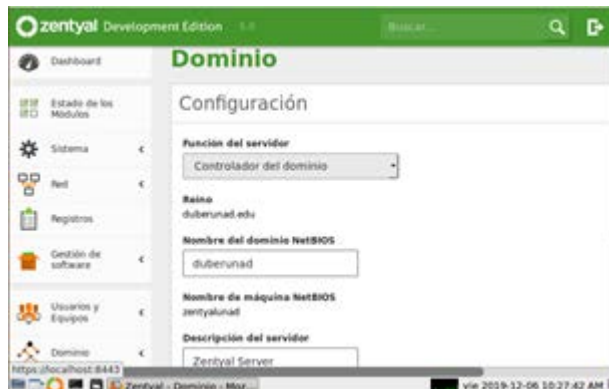 zentyal Development Edition 5.0
Buscar...
Dashboard
Estado de los
Módulos
Sistema
Red
Registros
Gestión de
software
Usuarios y
Equipos
Dominio
Dominio
Configuración
Función del servidor
Controlador del dominio
Reino
duberunad.edu
Nombre del dominio NetBIOS
duberunad
Nombre de máquina NetBIOS
zentyalunad
Descripción del servidor
Zentyal Server
https://localhost:8443
Zentyal - Dominio - Moz...
vie 2019-12-06 10:27:42 AM